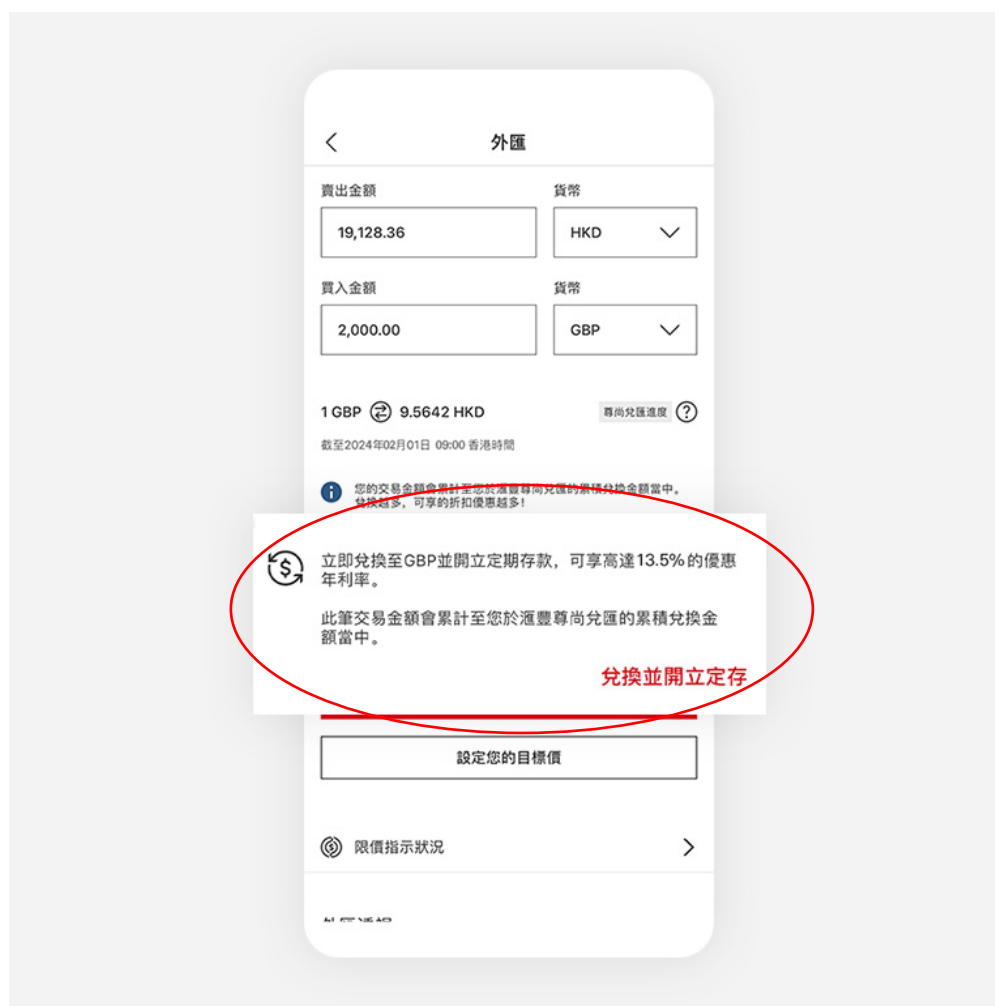 外匯
賣出金額 貨幣
19,128.36 HKD
買入金額 貨幣
2,000.00 GBP
1 GBP 9.5642 HKD 尊尚兌匯進度 ?
截至2024年02月01日 09:00 香港時間
您的交易金額會累計至您於滙豐尊尚兌匯的累積兌換金額當中。
兌換越多，可享的折扣優惠越多！
立即兌換至GBP並開立定期存款，可享高達13.5%的優惠
年利率。
此筆交易金額會累計至您於滙豐尊尚兌匯的累積兌換金
額當中。
兌換並開立定存
設定您的目標價
限價指示狀況